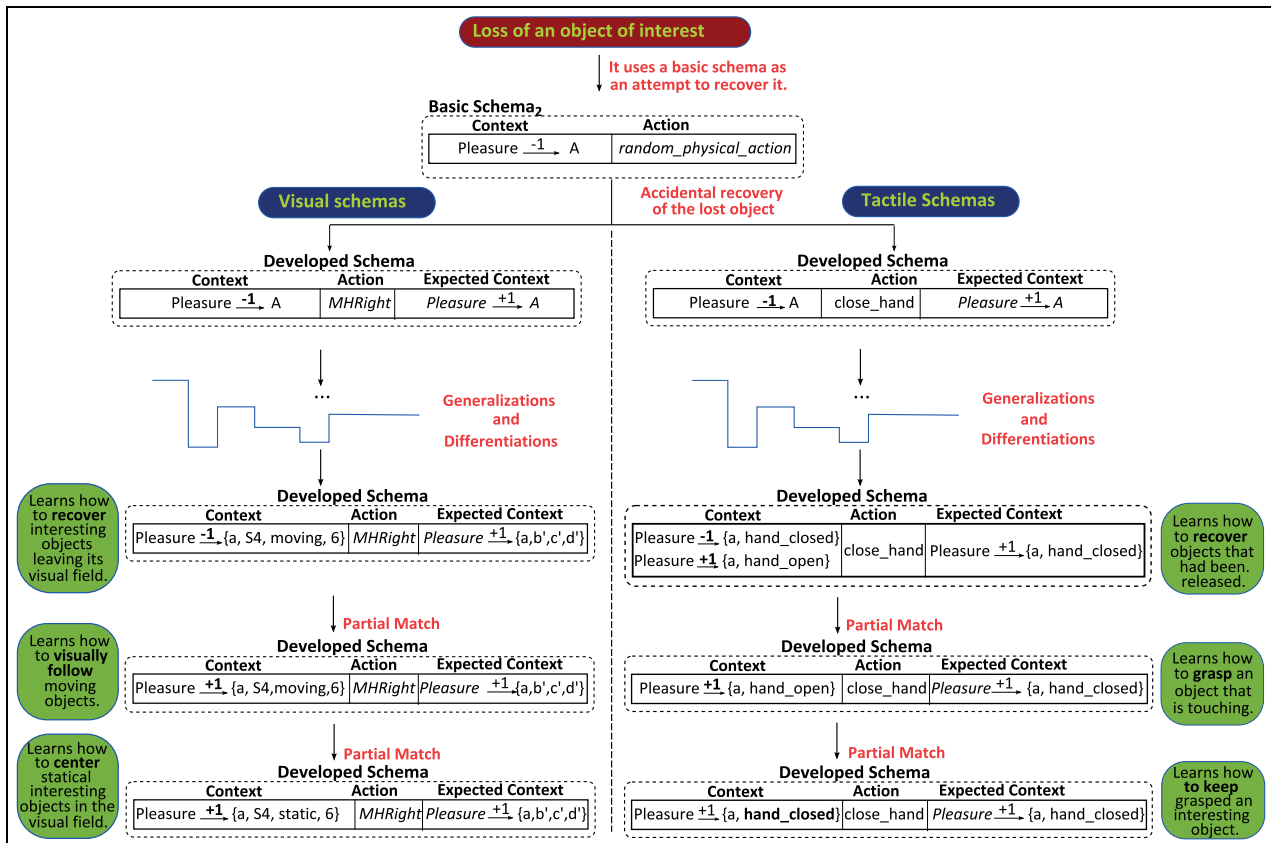 Loss of an object of interest
It uses a basic schema as
an attempt to recover it.
Basic Schema2
Context Action
Pleasure -1 A random_physical_action
Visual schemas
Accidental recovery
of the lost object
Tactile Schemas
Developed Schema
Context Action Expected Context
Pleasure -1 A MHRight Pleasure +1 A
Developed Schema
Context Action Expected Context
Pleasure -1 A close_hand Pleasure +1 A
...
Generalizations
and
Differentiations
...
Generalizations
and
Differentiations
Learns how
to recover
interesting
objects
leaving its
visual field.
Developed Schema
Context Action Expected Context
Pleasure -1 {a, S4, moving, 6} MHRight Pleasure +1 {a,b',c',d'}
Developed Schema
Context Action Expected Context
Pleasure -1 {a, hand_closed}
Pleasure +1 {a, hand_open}
close_hand Pleasure +1 {a, hand_closed}
Learns how
to recover
objects that
had been.
released.
Partial Match
Partial Match
Learns how
to visually
follow
moving
objects.
Developed Schema
Context Action Expected Context
Pleasure +1 {a, S4,moving,6} MHRight Pleasure +1 {a,b',c',d'}
Developed Schema
Context Action Expected Context
Pleasure +1 {a, hand_open} close_hand Pleasure +1 {a, hand_closed}
Learns how
to grasp an
object that
is touching.
Partial Match
Partial Match
Learns how
to center
statical
interesting
objects in the
visual field.
Developed Schema
Context Action Expected Context
Pleasure +1 {a, S4, static, 6} MHRight Pleasure +1 {a,b',c',d'}
Developed Schema
Context Action Expected Context
Pleasure +1 {a, hand_closed} close_hand Pleasure +1 {a, hand_closed}
Learns how
to keep
grasped an
interesting
object.